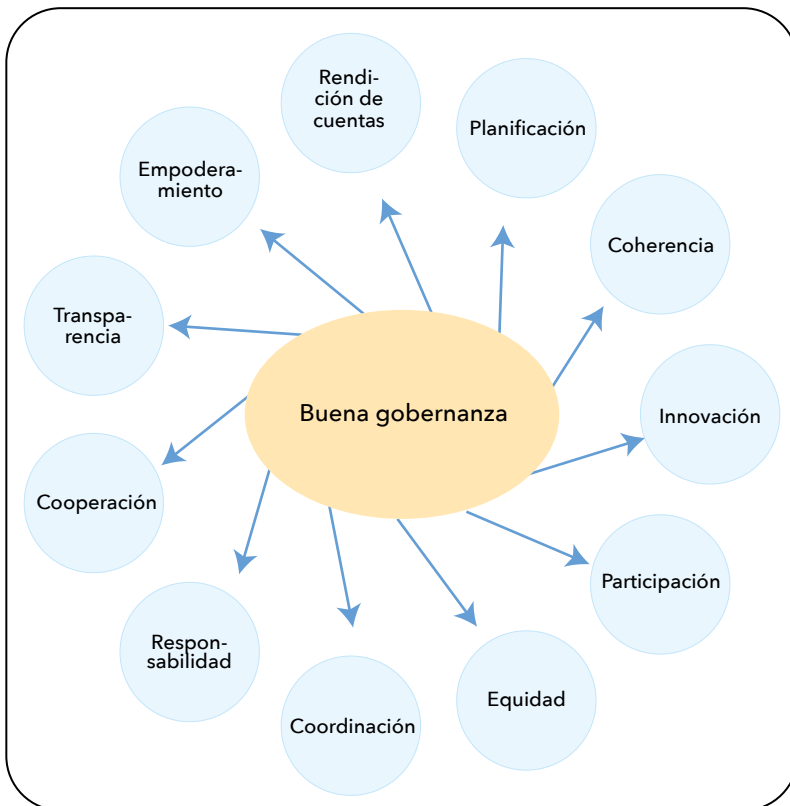 Rendi-
ción de
cuentas
Planificación
Empodera-
miento
Coherencia
Transpa-
rencia
Buena gobernanza
Innovación
Cooperación
Participación
Respon-
sabilidad
Equidad
Coordinación